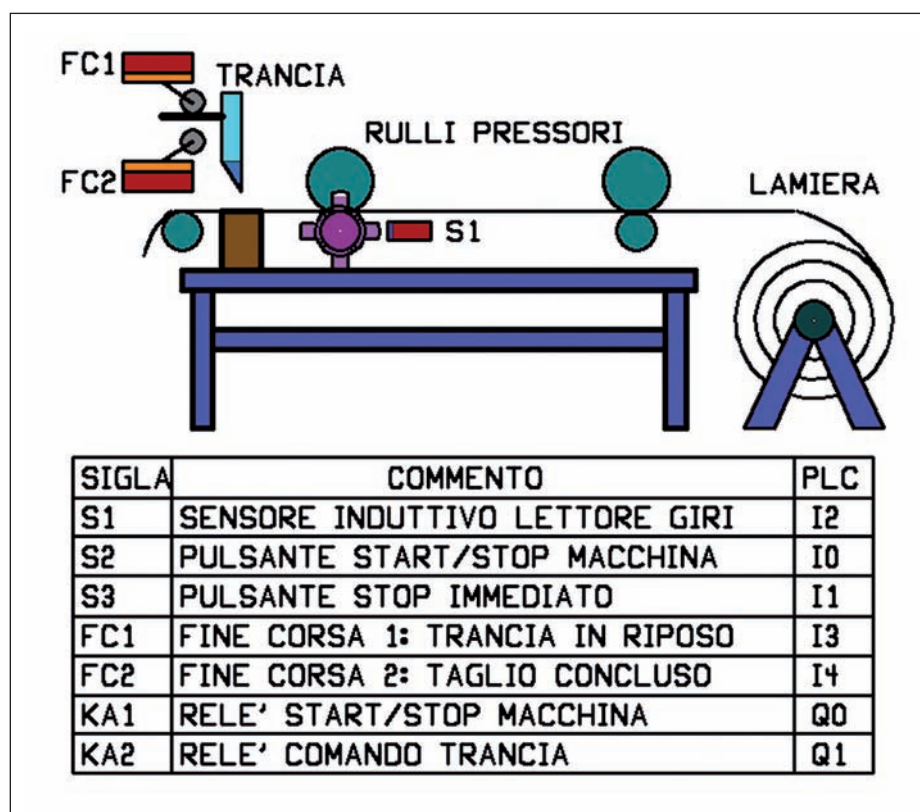 FC1
TRANCIA
RULLI PRESSORI
FC2
LAMIERA
S1
SIGLA COMMENTO PLC
S1 SENSORE INDUTTIVO LETTORE GIRI I2
S2 PULSANTE START/STOP MACCHINA I0
S3 PULSANTE STOP IMMEDIATO I1
FC1 FINE CORSA 1: TRANCIA IN RIPOSO I3
FC2 FINE CORSA 2: TAGLIO CONCLUSO I4
KA1 RELE' START/STOP MACCHINA Q0
KA2 RELE' COMANDO TRANCIA Q1